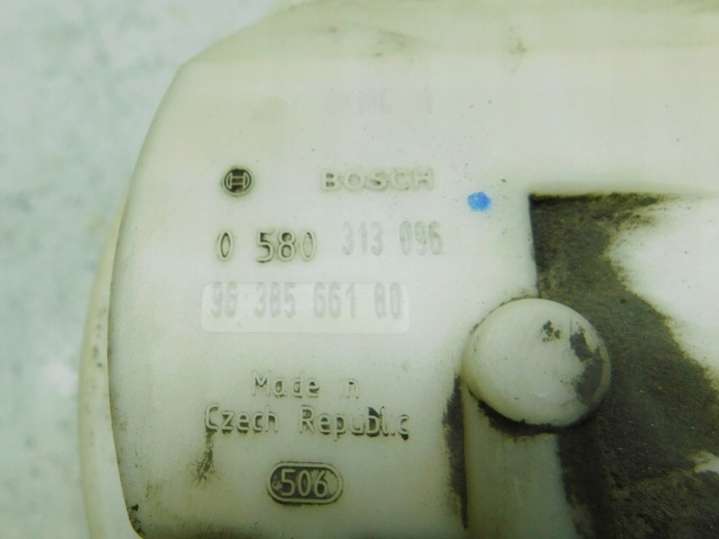 BOSCH
0 580 313 096
96 385 661 80
Made in
Czech Republic
506